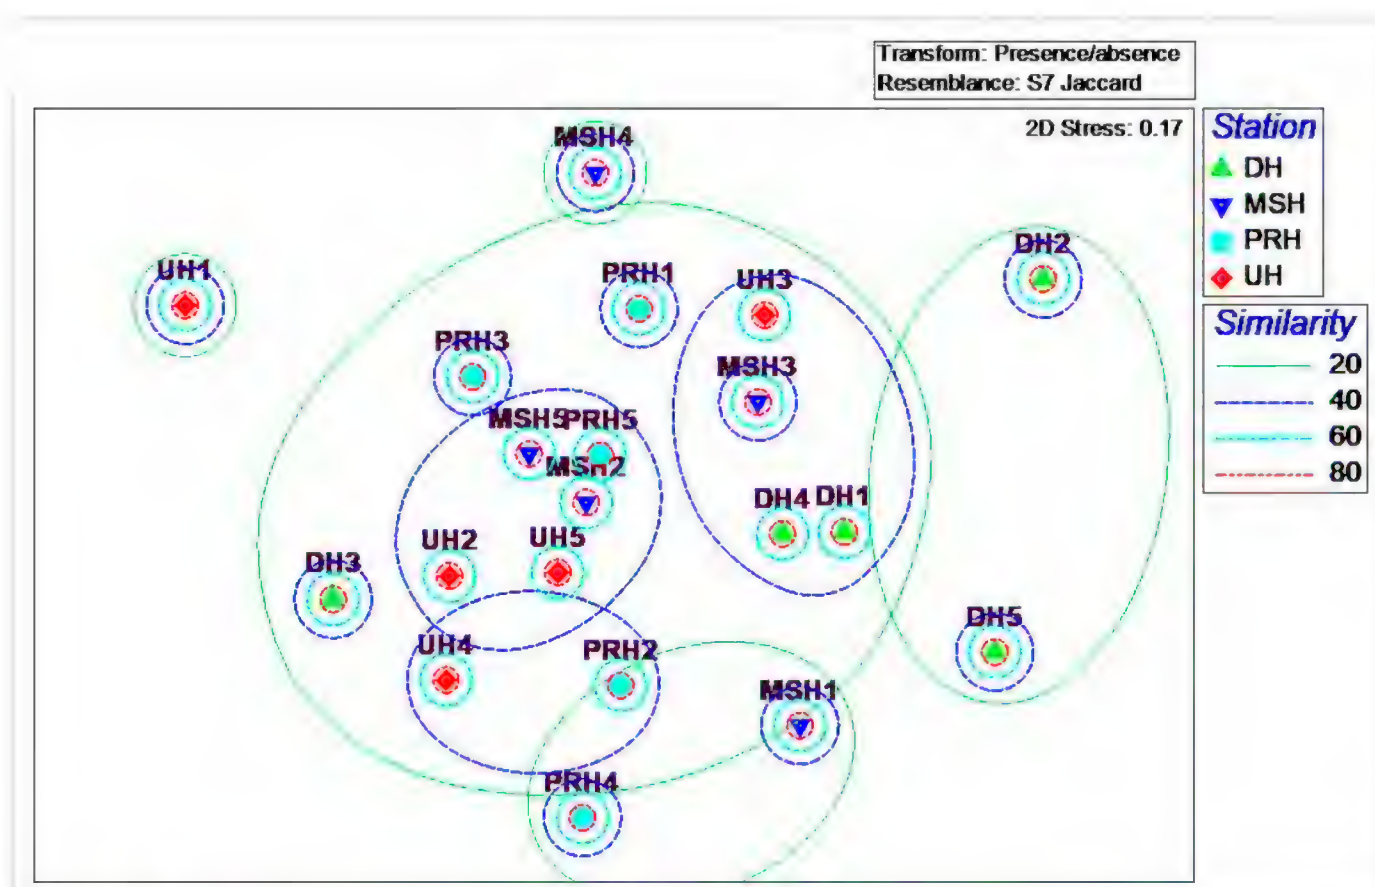 Transform: Presence/absence
Resemblance: S7 Jaccard
2D Stress: 0.17
Station
DH
MSH
PRH
UH
Similarity
20
40
60
80
MSH4
DH2
UH1
PRH1
UH3
PRH3
MSH3
MSH5 PRH5
MSH2
DH4 DH1
UH2
UH5
DH3
DH5
UH4
PRH2
MSH1
PRH4